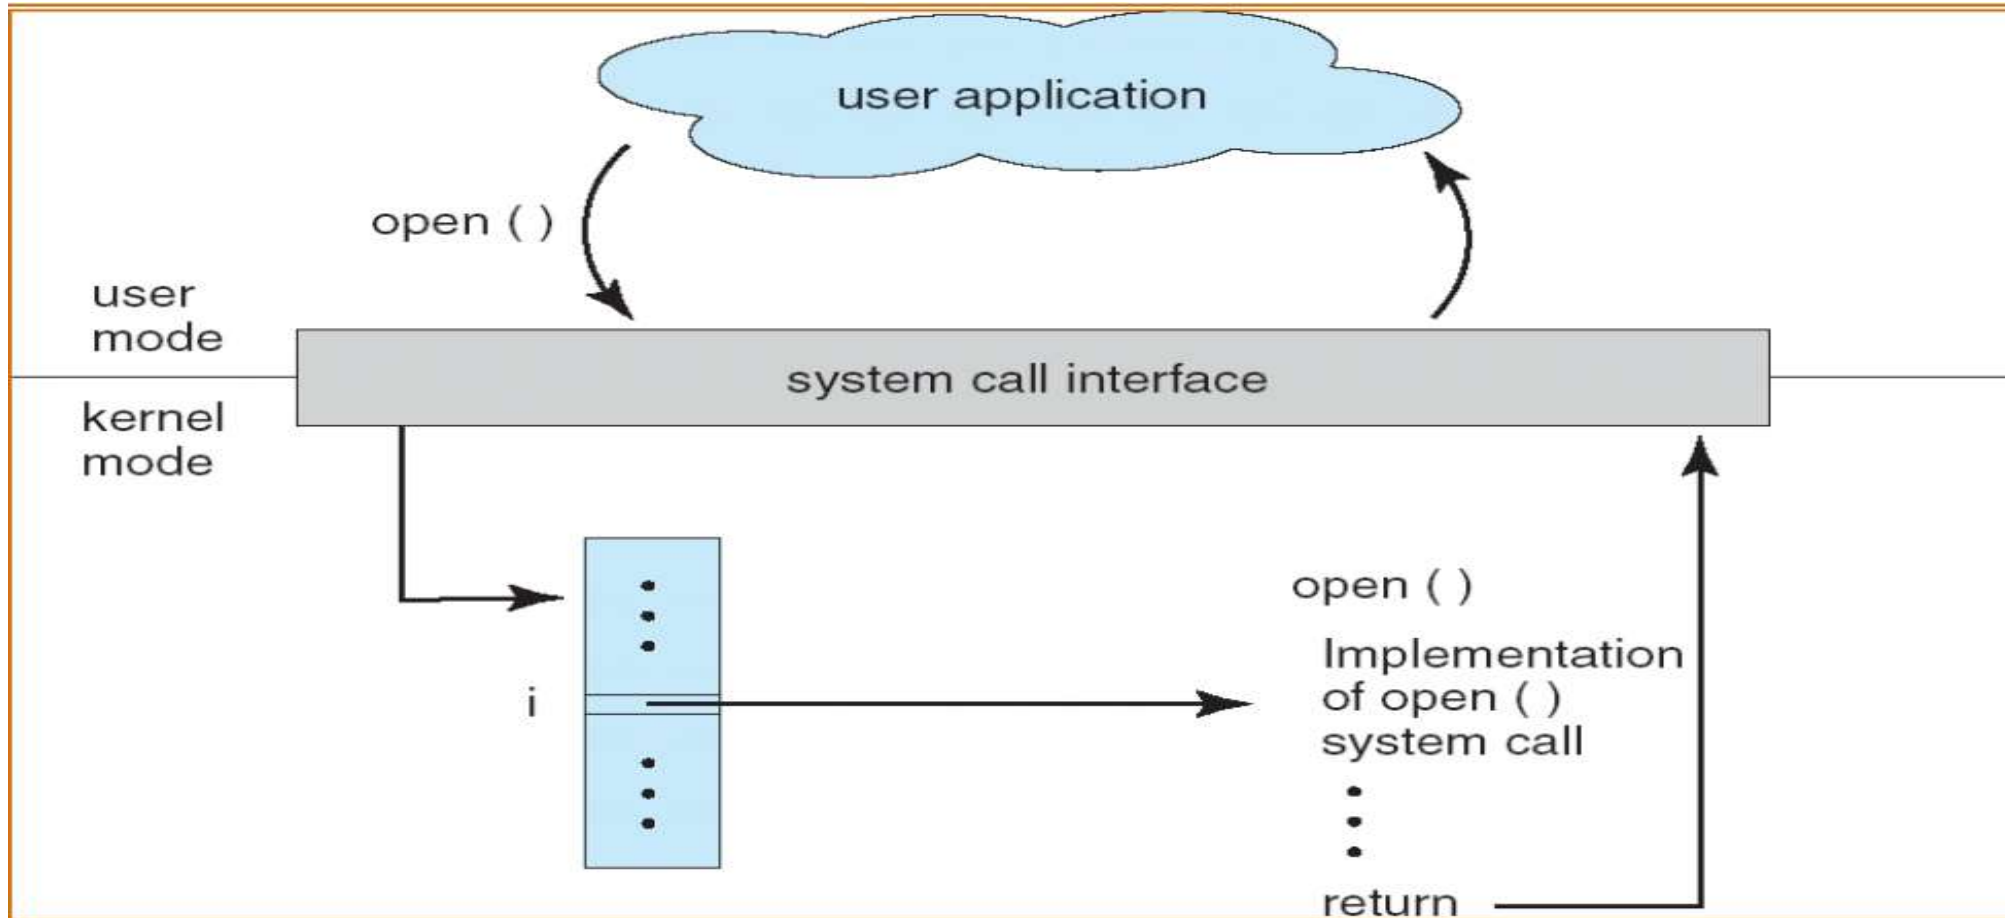 user application
open ( )
user
mode
system call interface
kernel
mode
open ( )
Implementation
of open ( )
system call
i
return